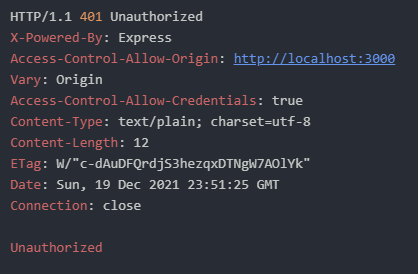 HTTP/1.1 401 Unauthorized
X-Powered-By: Express
Access-Control-Allow-Origin: http://localhost:3000
Vary: Origin
Access-Control-Allow-Credentials: true
Content-Type: text/plain; charset=utf-8
Content-Length: 12
ETag: W/"c-dAuDFQrdjS3hezqxDTNgW7AOlYk"
Date: Sun, 19 Dec 2021 23:51:25 GMT
Connection: close
Unauthorized